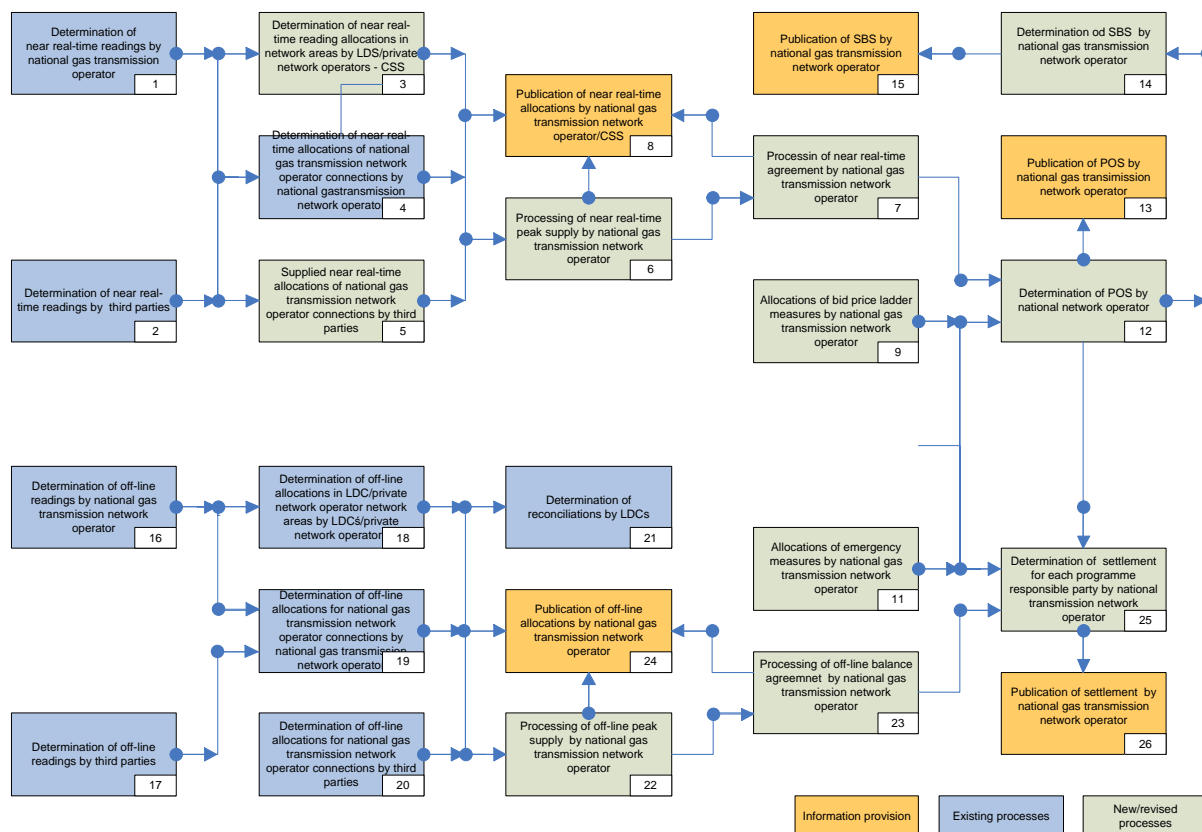 Determination of
near real-time readings by
national gas transmission
operator
1
Determination of near real-
time reading allocations in
network areas by LDS/private
network operators - CSS
3
Publication of SBS by
national gas transmission
network operator
15
Determination od SBS by
national gas transmission
network operator
14
Determination of near real-
time allocations of national
gas transmission network
operator connections by
national gastransmission
network operator
4
Publication of near real-time
allocations by national gas
transmission network
operator/CSS
8
Processin of near real-time
agreement by national gas
transmission network
operator
7
Publication of POS by
national gas transimission
network operator
13
Processing of near real-time
peak supply by national gas
transmission network
operator
6
Determination of near real-
time readings by third parties
2
Supplied near real-time
allocations of national gas
transmission network
operator connections by third
parties
5
Allocations of bid price ladder
measures by national gas
transmission network
operator
9
Determination of POS by
national network operator
12
Determination of off-line
readings by national gas
transmission network
operator
16
Determination of off-line
allocations in LDC/private
network operator network
areas by LDCs/private
network operator
18
Determination of
reconciliations by LDCs
21
Allocations of emergency
measures by national gas
transmission network
operator
11
Determination of settlement
for each programme
responsible party by national
transmission network
operator
25
Determination of off-line
allocations for national gas
transmission network
operator connections by
national gas transmission
network operator
19
Publication of off-line
allocations by national gas
transmission network
operator
24
Processing of off-line balance
agreemnet by national gas
transmission network
operator
23
Publication of settlement by
national gas transmission
network operator
26
Determination of off-line
readings by third parties
17
Determination of off-line
allocations for national gas
transmission network
operator connections by third
parties
20
Processing of off-line peak
supply by national gas
transmission network
operator
22
Information provision
Existing processes
New/revised
processes